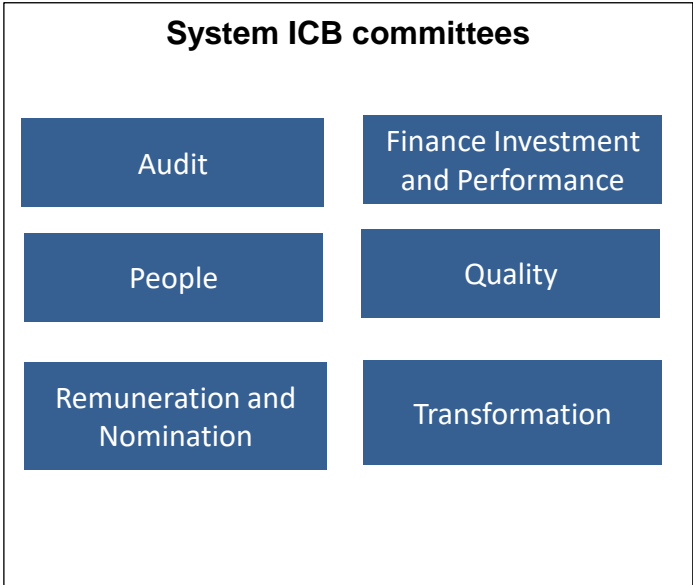 System ICB committees
Audit
Finance Investment
and Performance
People
Quality
Remuneration and
Nomination
Transformation